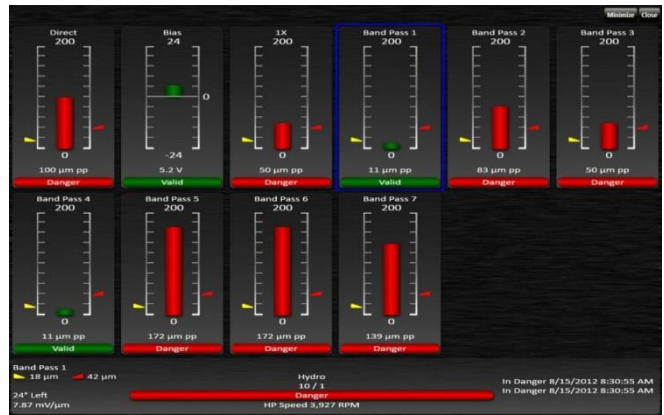 Minimize Close
Direct Bias 1X Band Pass 1 Band Pass 2 Band Pass 3
200 24 200 200 200 200
0
0 -24 0 0 0 0
100 µm pp 5.2 V 50 µm pp 11 µm pp 83 µm pp 50 µm pp
Danger Valid Danger Valid Danger Danger
Band Pass 4 Band Pass 5 Band Pass 6 Band Pass 7
200 200 200 200
0 0 0 0
11 µm pp 172 µm pp 172 µm pp 139 µm pp
Valid Danger Danger Danger
Band Pass 1
18 µm 42 µm
24° Left
7.87 mV/µm
Hydro
10 / 1
Danger
HP Speed 3,927 RPM
In Danger 8/15/2012 8:30:55 AM
In Danger 8/15/2012 8:30:55 AM